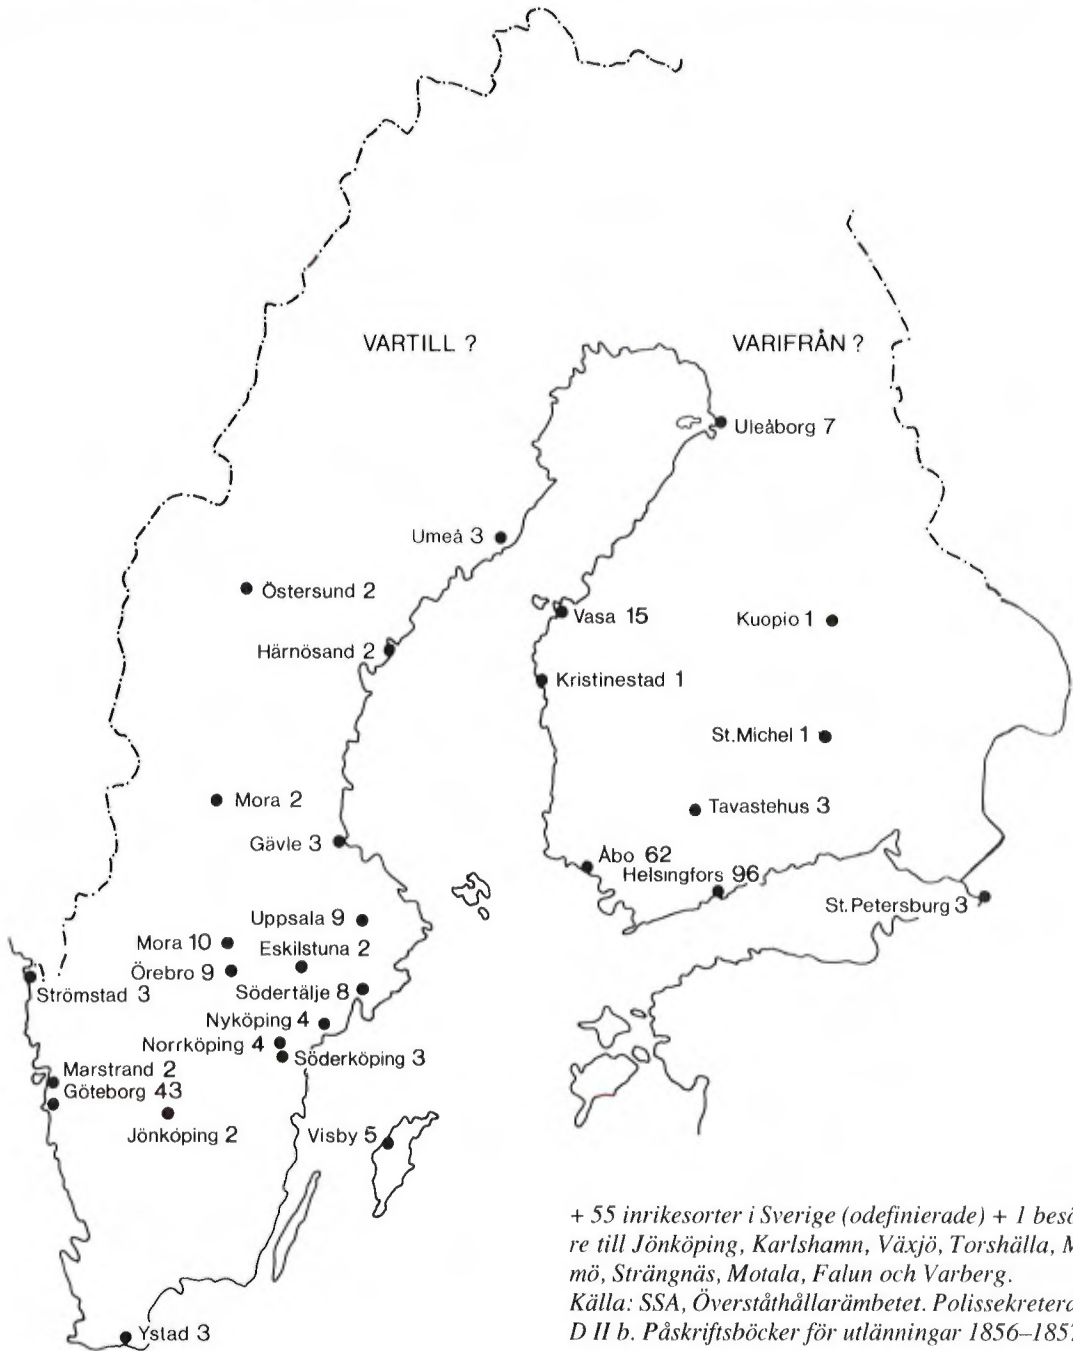 VARTILL ?
VARIFRÅN ?
Uleåborg 7
Umeå 3
Östersund 2
Vasa 15
Kuopio 1
Härnösand 2
Kristinestad 1
St.Michel 1
Mora 2
Tavastehus 3
Gävle 3
Åbo 62
Helsingfors 96
St.Petersburg 3
Uppsala 9
Mora 10
Eskilstuna 2
Örebro 9
Strömstad 3
Södertälje 8
Nyköping 4
Norrköping 4
Söderköping 3
Marstrand 2
Göteborg 43
Jönköping 2
Visby 5
Ystad 3
+ 55 inrikesorter i Sverige (odefinierade) + 1 besö
re till Jönköping, Karlshamn, Växjö, Torshälla, M
mö, Strängnäs, Motala, Falun och Varberg.
Källa: SSA, Överståthållarämbetet. Polissekretera
D II b. Påskriftsböcker för utlänningar 1856–1857